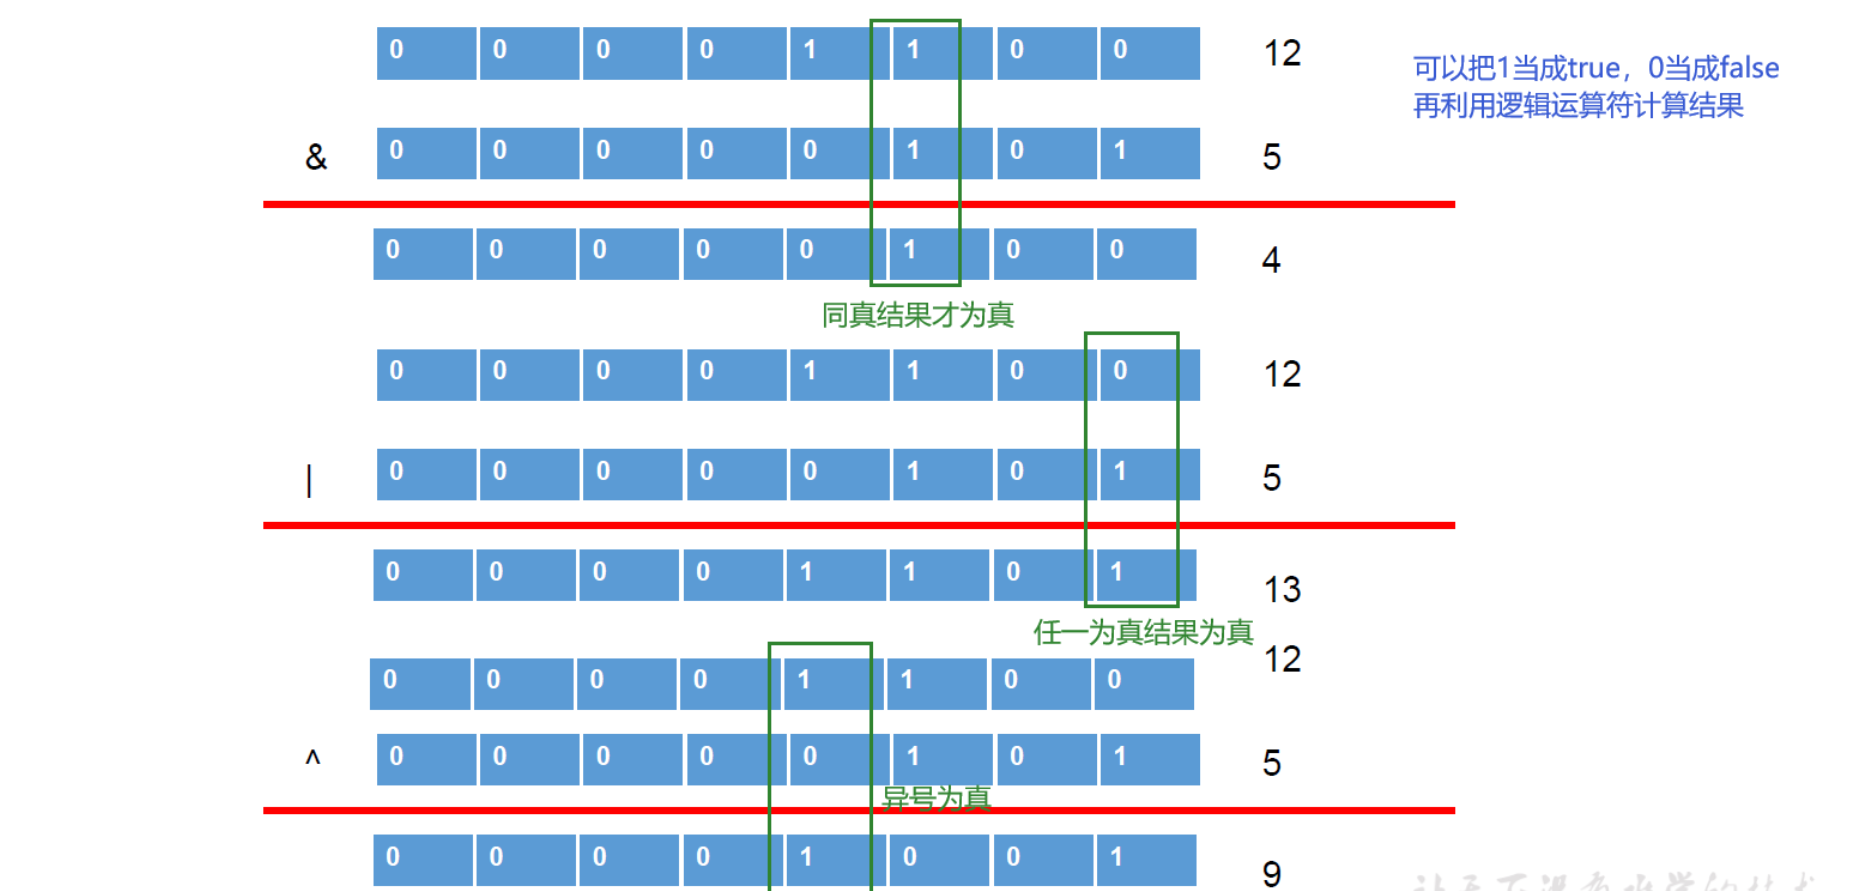 0 0 0 0 1 1 0 0 12
可以把1当成true，0当成false
再利用逻辑运算符计算结果
& 0 0 0 0 0 1 0 1 5
0 0 0 0 0 1 0 0 4
同真结果才为真
0 0 0 0 1 1 0 0 12
| 0 0 0 0 0 1 0 1 5
0 0 0 0 1 1 0 1 13
任一为真结果为真
0 0 0 0 1 1 0 0 12
^ 0 0 0 0 0 1 0 1 5
异号为真
0 0 0 0 1 0 0 1 9